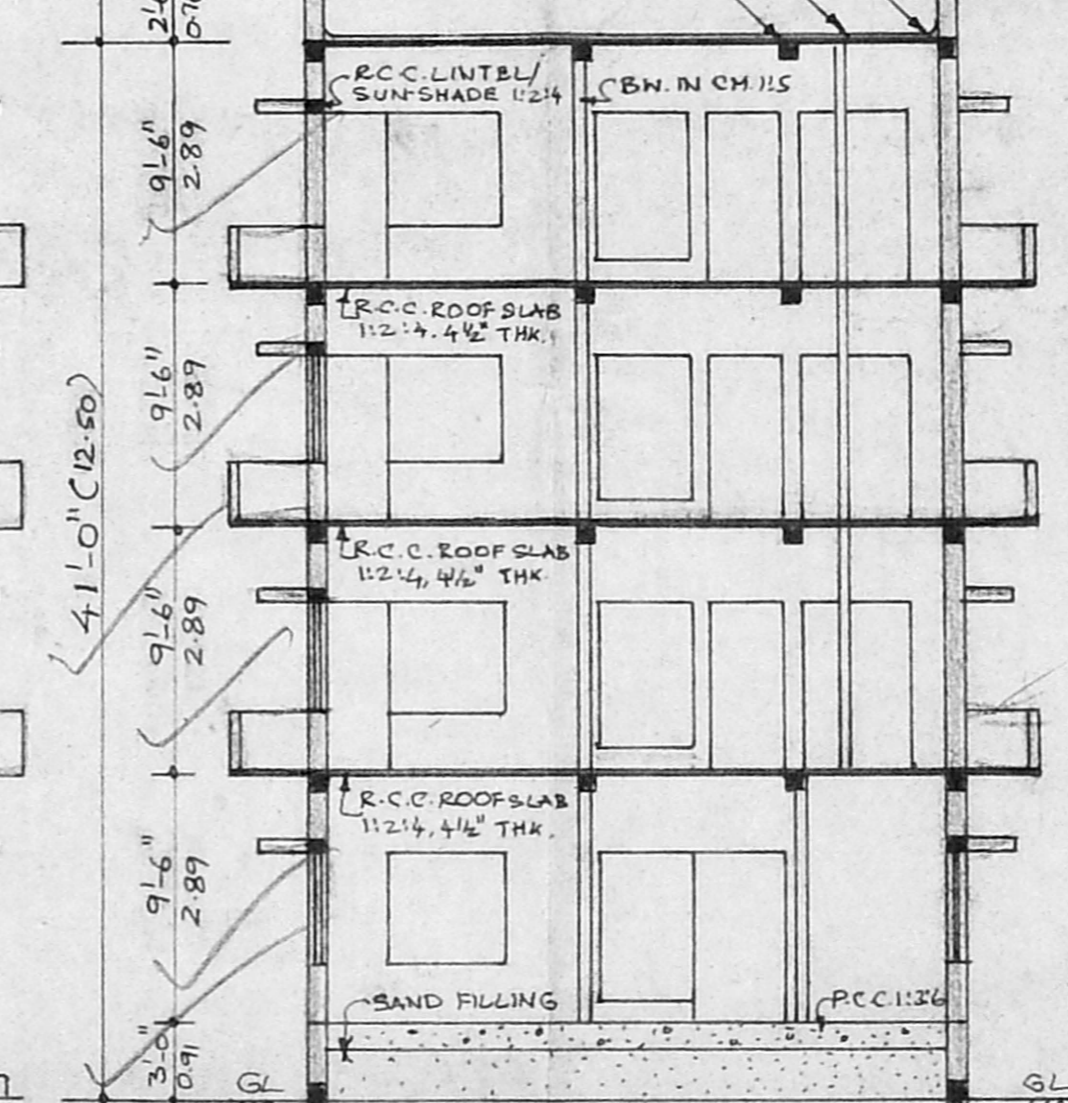 R.C.C. LINTEL/
SUN-SHADE 1:2:4
B.W. IN CM. 1:5
9'-6"
2.89
R.C.C. ROOF SLAB
1:2:4. 4½" THK.
9'-6"
2.89
41'-0" (12.50)
R.C.C. ROOF SLAB
1:2:4, 4½" THK.
9'-6"
2.89
R.C.C. ROOF SLAB
1:2:4, 4½" THK.
9'-6"
2.89
SAND FILLING
P.C.C 1:3:6
3'-0"
0.91
GL
GL